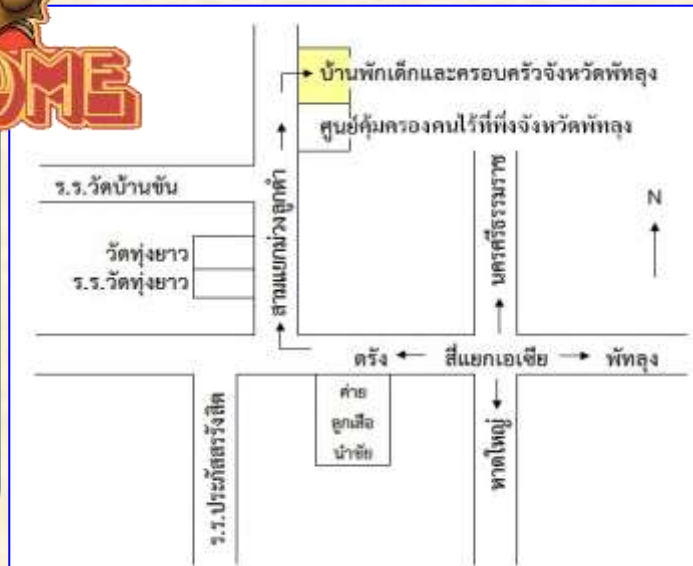 OME
บ้านพักเด็กและครอบครัวจังหวัดพัทลุง
ศูนย์คุ้มครองคนไร้ที่พึ่งจังหวัดพัทลุง
ร.ร.วัดบ้านขัน
วัดทุ่งยาว
ร.ร.วัดทุ่งยาว
สามแยกม่วงลูกดำ
นครศรีธรรมราช
N
ตรัง
สี่แยกเอเซีย
พัทลุง
ค่าย
ลูกเสือ
นำชัย
ร.ร.ประภัสสรรังสิต
หาดใหญ่